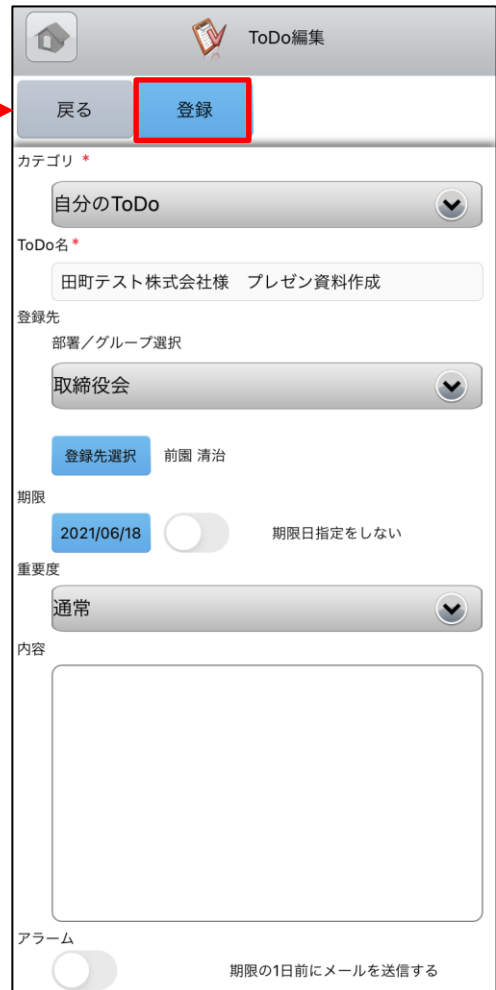 ToDo編集
戻る 登録
カテゴリ *
自分のToDo
ToDo名 *
田町テスト株式会社様　プレゼン資料作成
登録先
部署／グループ選択
取締役会
登録先選択 前園 清治
期限
2021/06/18 期限日指定をしない
重要度
通常
内容
アラーム
期限の1日前にメールを送信する